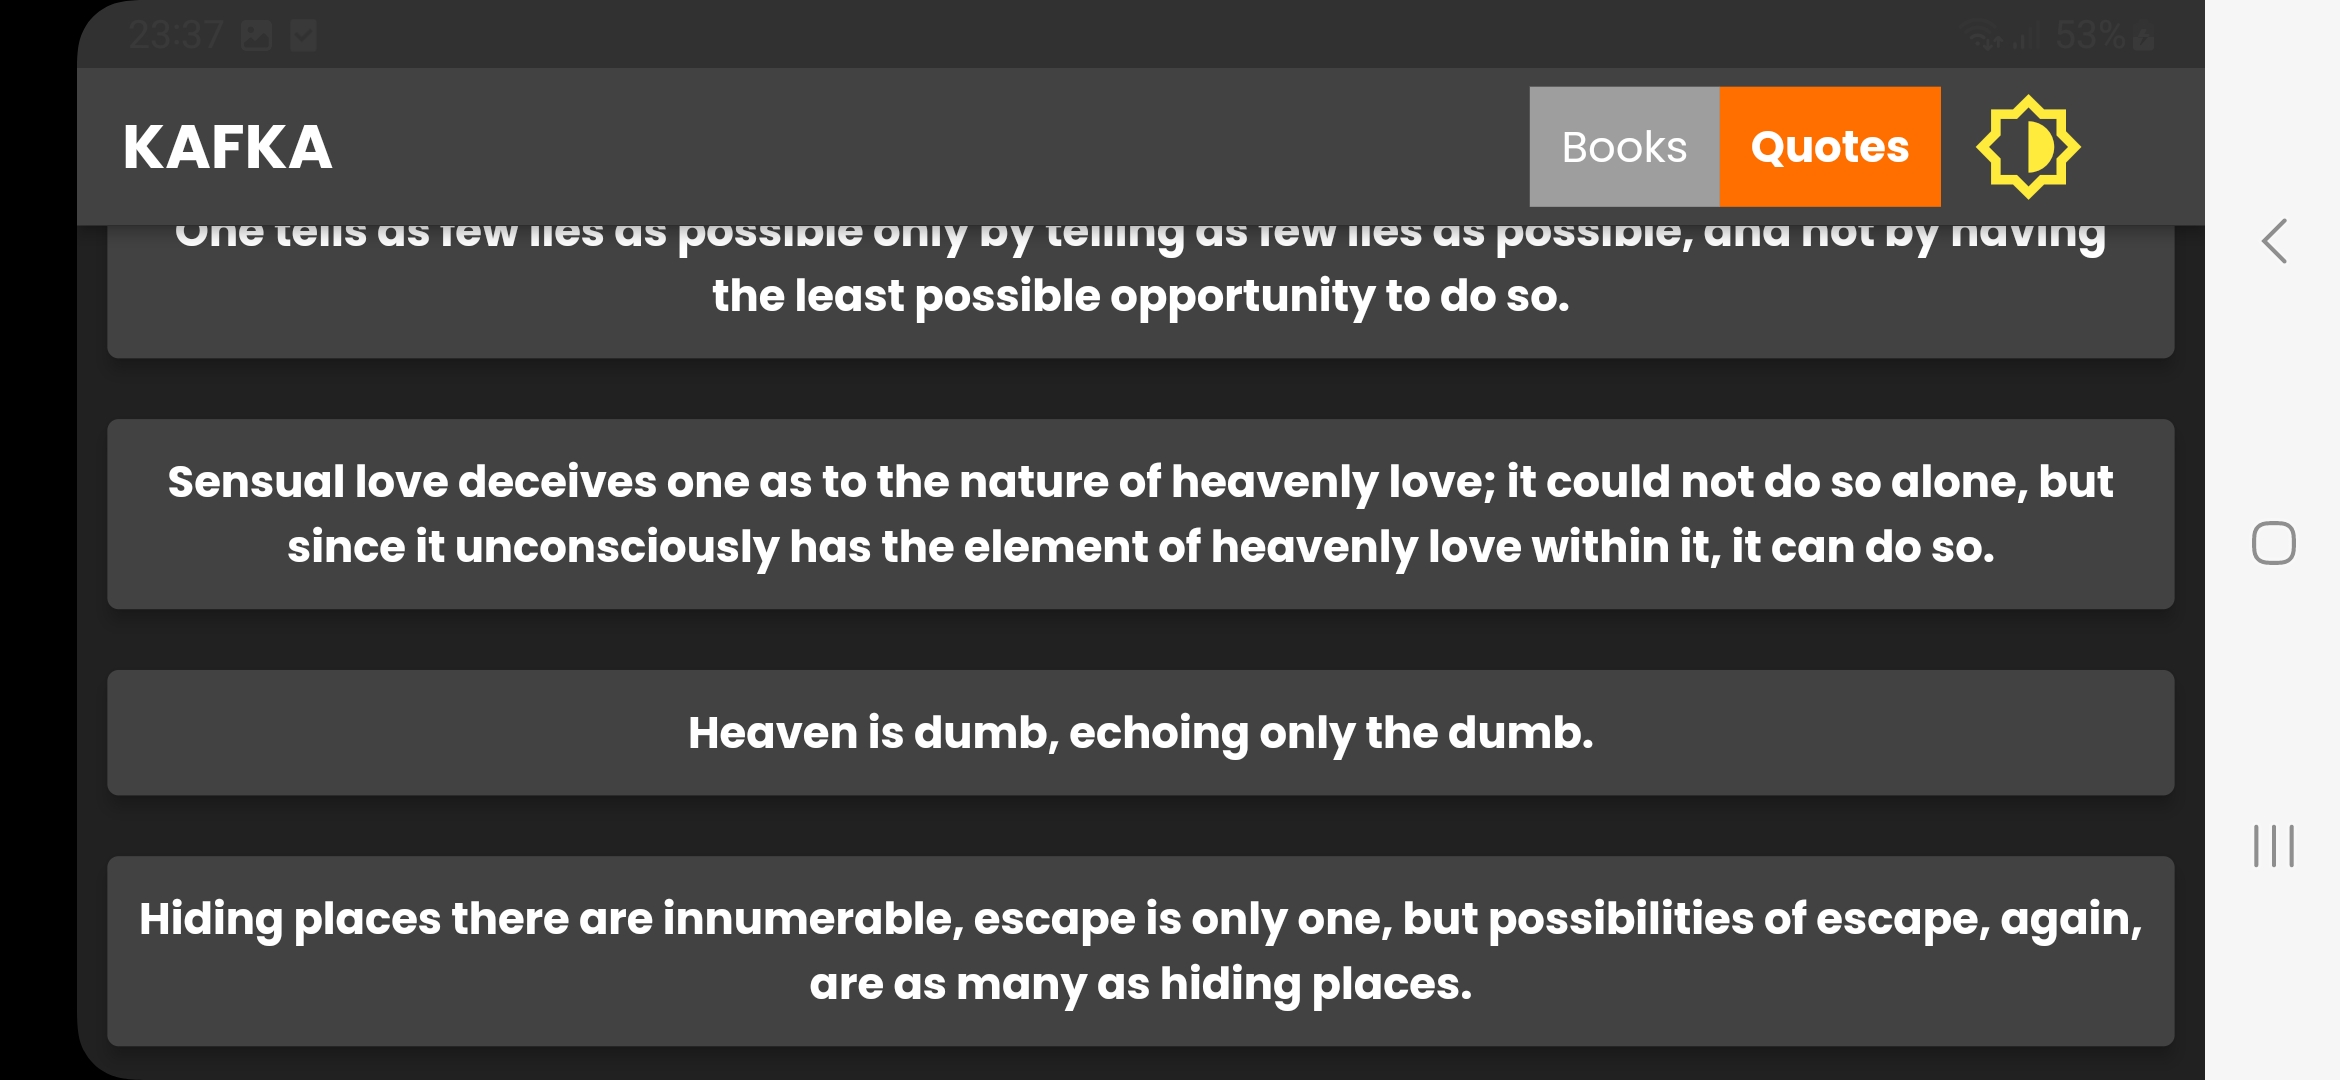 23:37
53%
KAFKA
Books
Quotes
One tells as few lies as possible only by telling as few lies as possible, and not by having
the least possible opportunity to do so.
Sensual love deceives one as to the nature of heavenly love; it could not do so alone, but
since it unconsciously has the element of heavenly love within it, it can do so.
Heaven is dumb, echoing only the dumb.
Hiding places there are innumerable, escape is only one, but possibilities of escape, again,
are as many as hiding places.